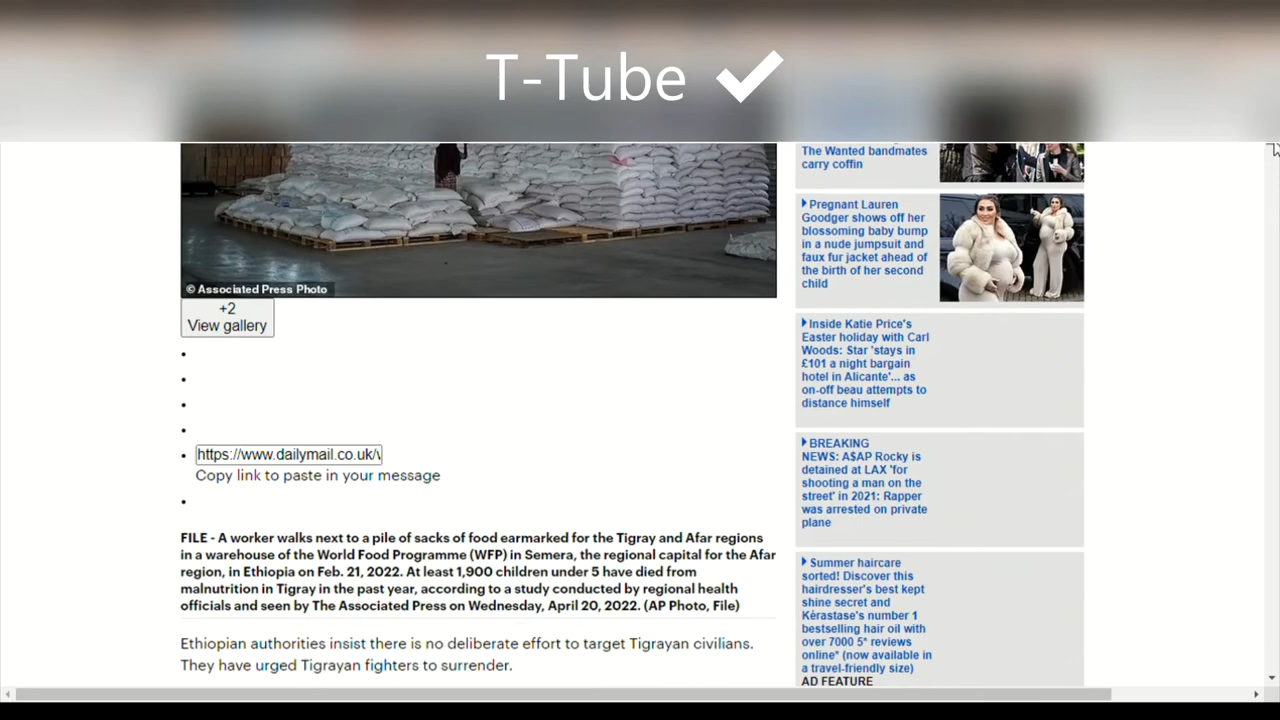 T-Tube
© Associated Press Photo
+2
View gallery
https://www.dailymail.co.uk/
Copy link to paste in your message
FILE - A worker walks next to a pile of sacks of food earmarked for the Tigray and Afar regions
in a warehouse of the World Food Programme (WFP) in Semera, the regional capital for the Afar
region, in Ethiopia on Feb. 21, 2022. At least 1,900 children under 5 have died from
malnutrition in Tigray in the past year, according to a study conducted by regional health
officials and seen by The Associated Press on Wednesday, April 20, 2022. (AP Photo, File)
Ethiopian authorities insist there is no deliberate effort to target Tigrayan civilians.
They have urged Tigrayan fighters to surrender.
The Wanted bandmates
carry coffin
Pregnant Lauren
Goodger shows off her
blossoming baby bump
in a nude jumpsuit and
faux fur jacket ahead of
the birth of her second
child
Inside Katie Price's
Easter holiday with Carl
Woods: Star 'stays in
£101 a night bargain
hotel in Alicante'... as
on-off beau attempts to
distance himself
BREAKING
NEWS: A$AP Rocky is
detained at LAX 'for
shooting a man on the
street' in 2021: Rapper
was arrested on private
plane
Summer haircare
sorted! Discover this
hairdresser's best kept
shine secret and
Kérastase's number 1
bestselling hair oil with
over 7000 5* reviews
online* (now available in
a travel-friendly size)
AD FEATURE